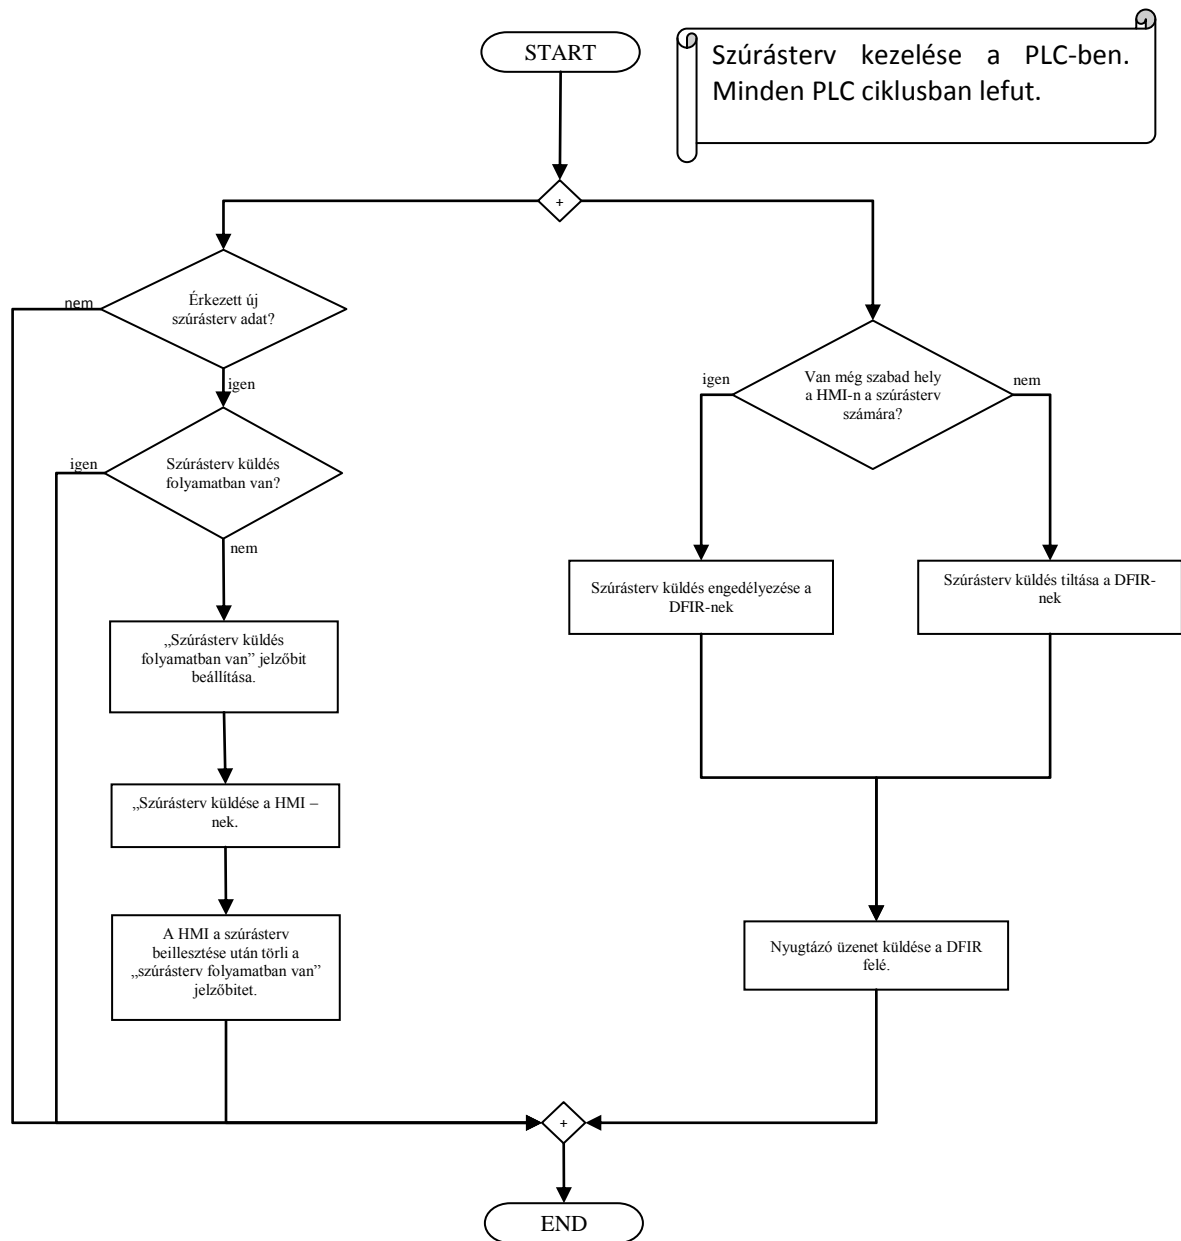 START
Szúrásterv kezelése a PLC-ben.
Minden PLC ciklusban lefut.
+
nem
Érkezett új
szúrásterv adat?
igen
igen
Szúrásterv küldés
folyamatban van?
nem
„Szúrásterv küldés
folyamatban van” jelzőbit
beállítása.
„Szúrásterv küldése a HMI –
nek.
A HMI a szúrásterv
beillesztése után törli a
„szúrásterv folyamatban van”
jelzőbitet.
igen
Van még szabad hely
a HMI-n a szúrásterv
számára?
nem
Szúrásterv küldés engedélyezése a
DFIR-nek
Szúrásterv küldés tiltása a DFIR-
nek
Nyugtázó üzenet küldése a DFIR
felé.
+
END